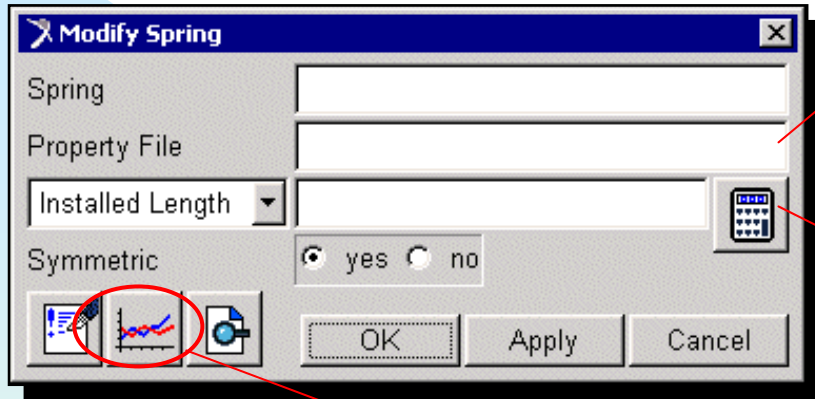 Modify Spring
Spring
Property File
Installed Length
Symmetric yes no
OK Apply Cancel